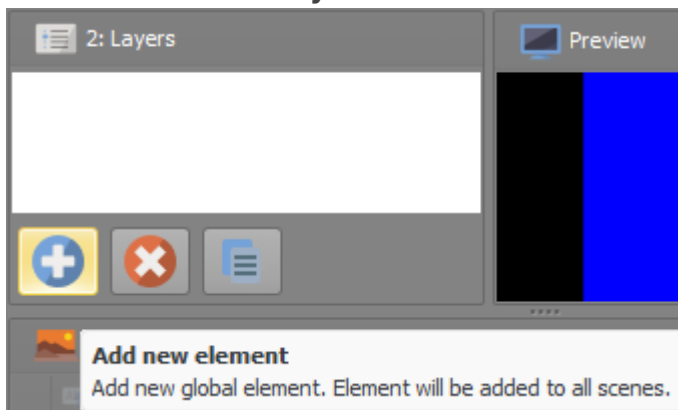 2: Layers
Preview
Add new element
Add new global element. Element will be added to all scenes.